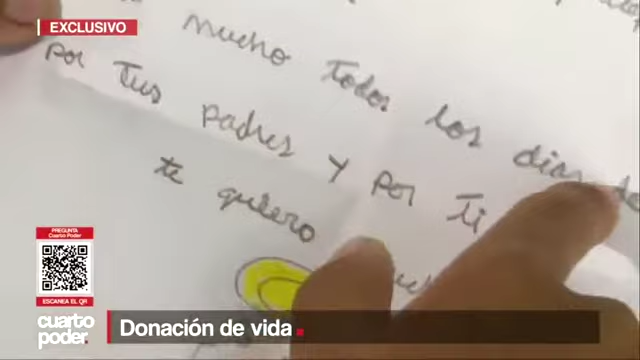 EXCLUSIVO
mucho todos los dias
por tus padres y por ti
te quiero
PREGUNTA
Cuarto Poder
ESCANEA EL QR
cuarto
poder.
Donación de vida.